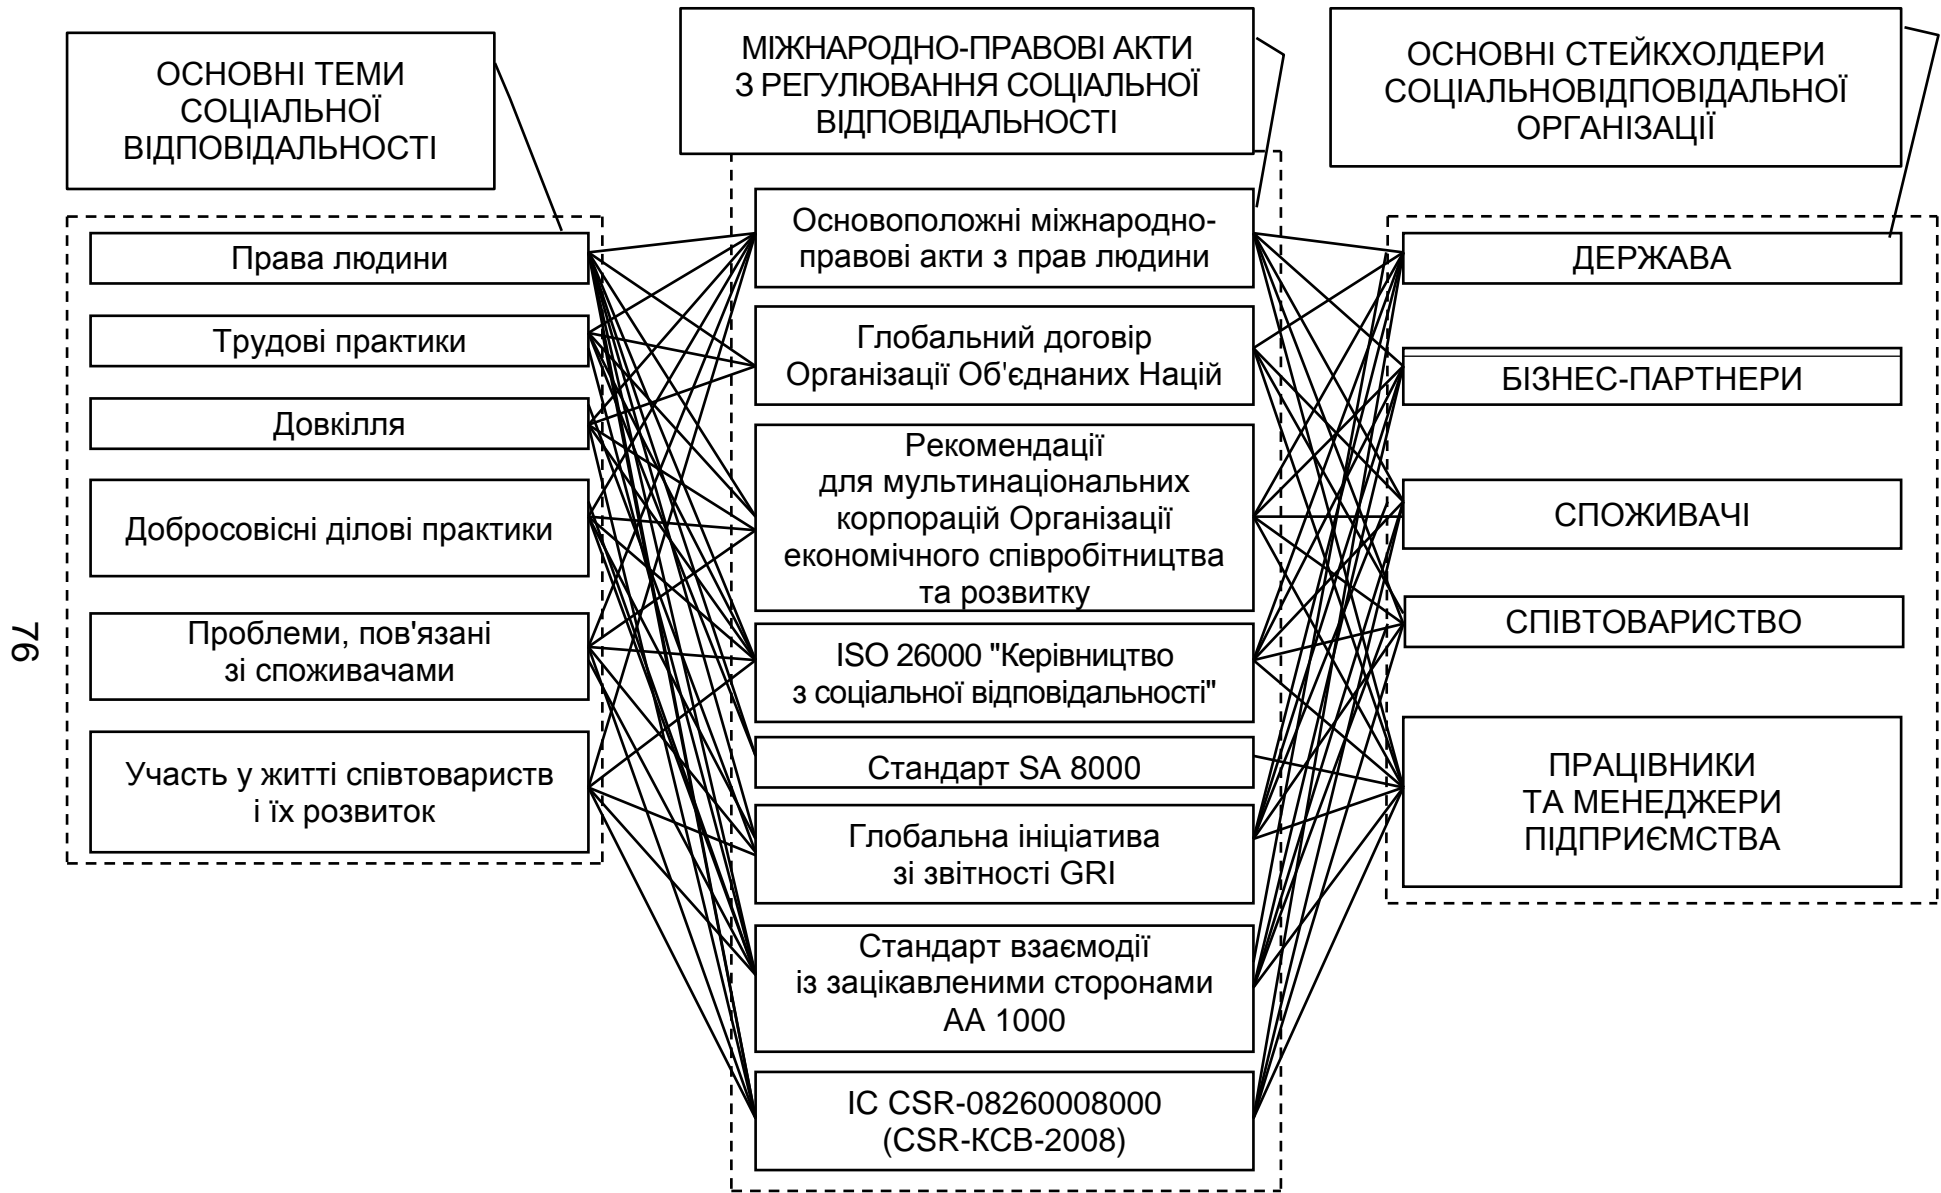 ОСНОВНІ ТЕМИ
СОЦІАЛЬНОЇ
ВІДПОВІДАЛЬНОСТІ
Права людини
Трудові практики
Довкілля
Добросовісні ділові практики
Проблеми, пов'язані
зі споживачами
Участь у житті співтовариств
і їх розвиток
МІЖНАРОДНО-ПРАВОВІ АКТИ
З РЕГУЛЮВАННЯ СОЦІАЛЬНОЇ
ВІДПОВІДАЛЬНОСТІ
Основоположні міжнародно-
правові акти з прав людини
Глобальний договір
Організації Об'єднаних Націй
Рекомендації
для мультинаціональних
корпорацій Організації
економічного співробітництва
та розвитку
ISO 26000 "Керівництво
з соціальної відповідальності"
Стандарт SA 8000
Глобальна ініціатива
зі звітності GRI
Стандарт взаємодії
із зацікавленими сторонами
АА 1000
IC CSR-08260008000
(CSR-КСВ-2008)
ОСНОВНІ СТЕЙКХОЛДЕРИ
СОЦІАЛЬНОВІДПОВІДАЛЬНОЇ
ОРГАНІЗАЦІЇ
ДЕРЖАВА
БІЗНЕС-ПАРТНЕРИ
СПОЖИВАЧІ
СПІВТОВАРИСТВО
ПРАЦІВНИКИ
ТА МЕНЕДЖЕРИ
ПІДПРИЄМСТВА
76